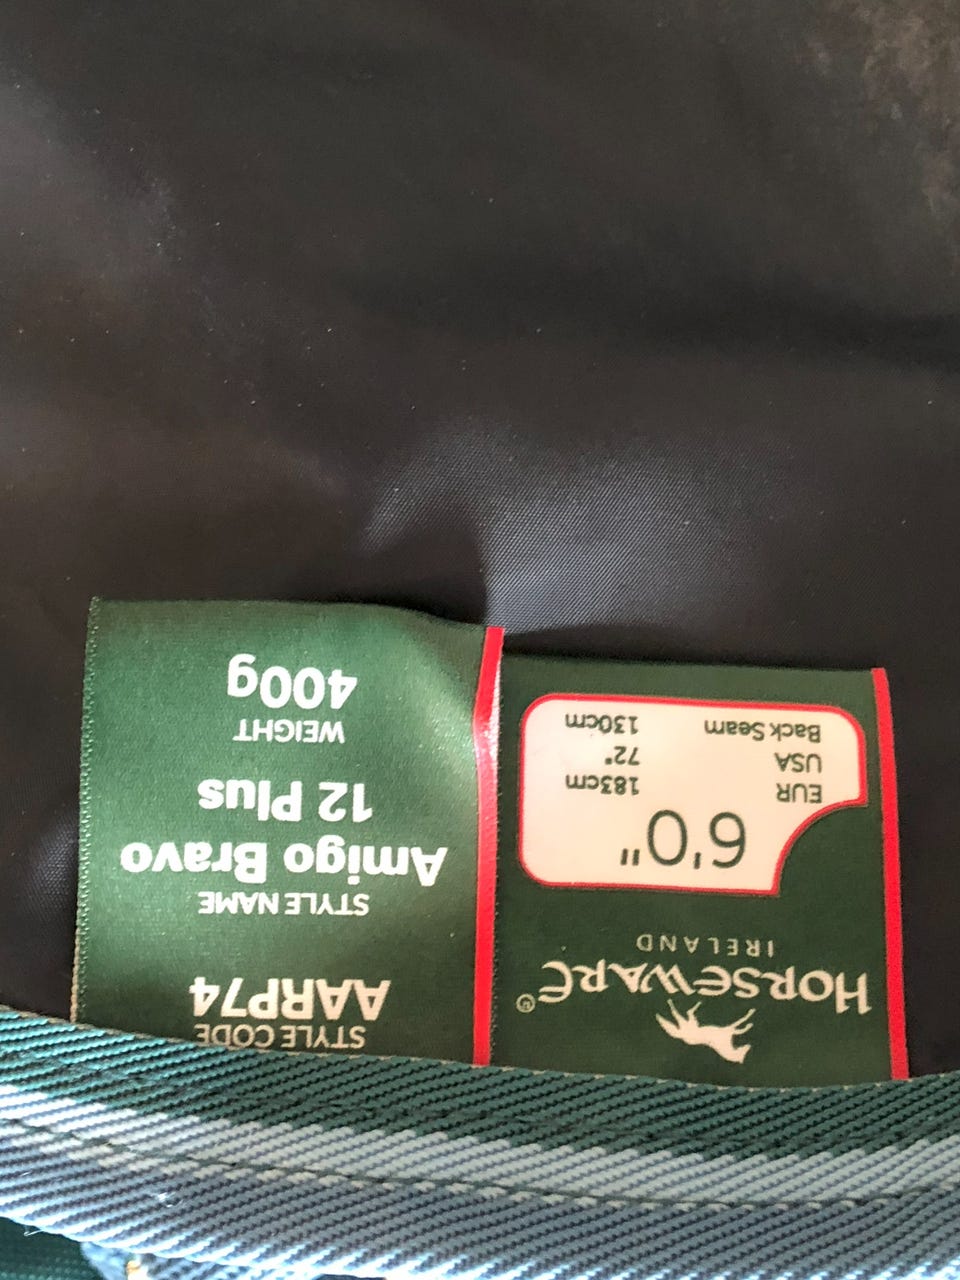 HORSEWARE®
IRELAND
6'0"
EUR 183cm
USA 72"
Back Seam 130cm
STYLE CODE
AARP74
STYLE NAME
Amigo Bravo
12 Plus
WEIGHT
400g